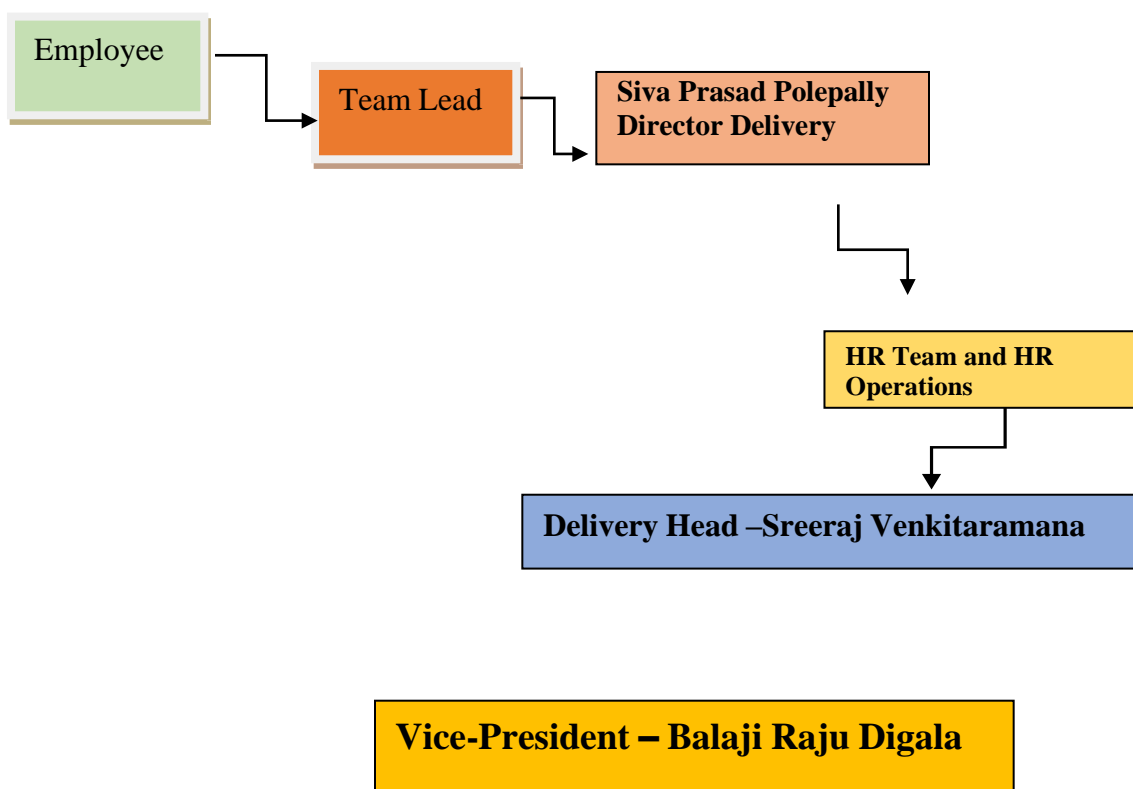 Employee
Team Lead
Siva Prasad Polepally
Director Delivery
HR Team and HR
Operations
Delivery Head –Sreeraj Venkitaramana
Vice-President – Balaji Raju Digala